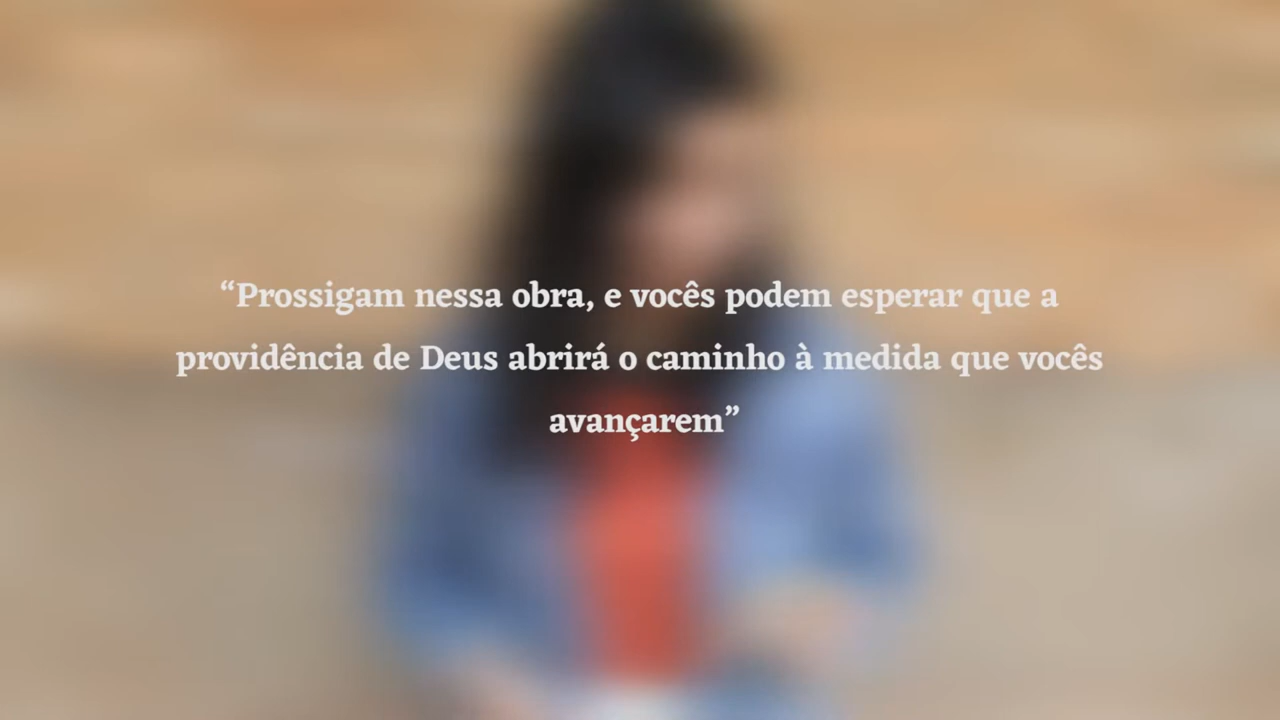 “Prossigam nessa obra, e vocês podem esperar que a
providência de Deus abrirá o caminho à medida que vocês
avançarem”